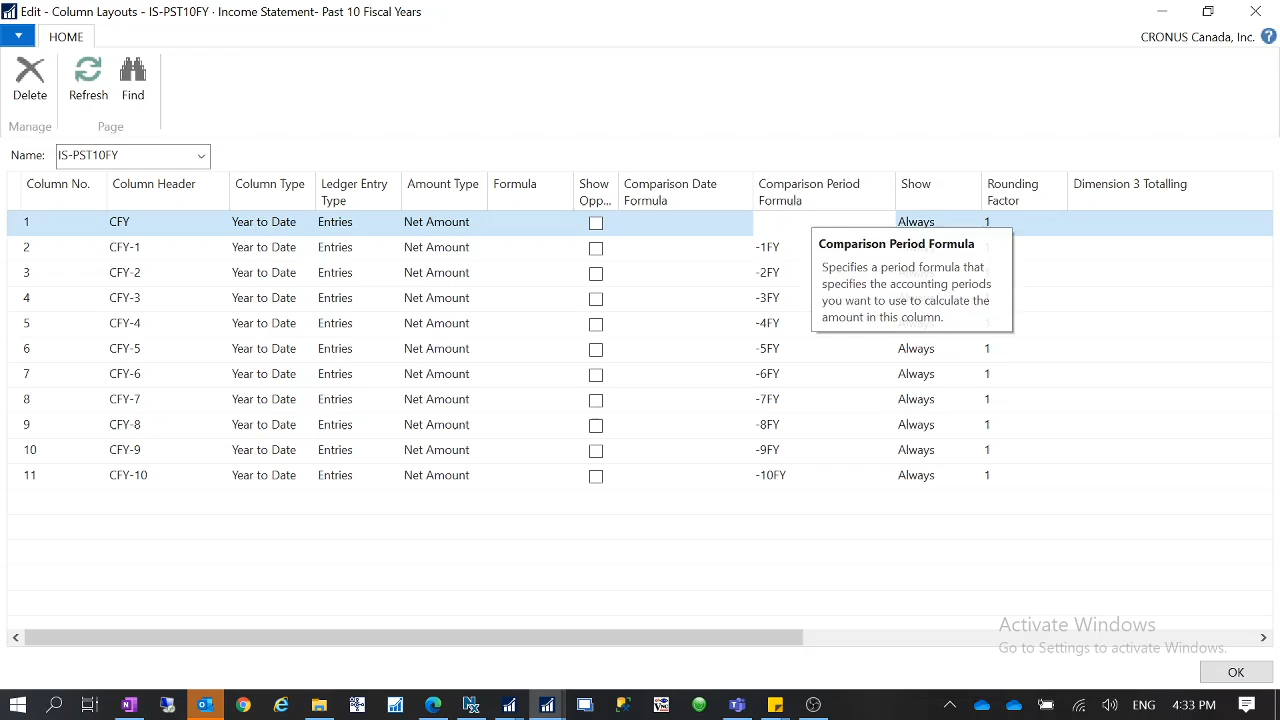 Edit - Column Layouts - IS-PST10FY · Income Statement- Past 10 Fiscal Years
HOME
CRONUS Canada, Inc. ?
Delete
Refresh
Find
Manage
Page
Name: IS-PST10FY
Column No. Column Header Column Type Ledger Entry Type Amount Type Formula Show Opp... Comparison Date Formula Comparison Period Formula Show Rounding Factor Dimension 3 Totalling
1 CFY Year to Date Entries Net Amount Always 1
2 CFY-1 Year to Date Entries Net Amount -1FY
3 CFY-2 Year to Date Entries Net Amount -2FY
4 CFY-3 Year to Date Entries Net Amount -3FY
5 CFY-4 Year to Date Entries Net Amount -4FY
6 CFY-5 Year to Date Entries Net Amount -5FY Always 1
7 CFY-6 Year to Date Entries Net Amount -6FY Always 1
8 CFY-7 Year to Date Entries Net Amount -7FY Always 1
9 CFY-8 Year to Date Entries Net Amount -8FY Always 1
10 CFY-9 Year to Date Entries Net Amount -9FY Always 1
11 CFY-10 Year to Date Entries Net Amount -10FY Always 1
Comparison Period Formula
Specifies a period formula that
specifies the accounting periods
you want to use to calculate the
amount in this column.
Activate Windows
Go to Settings to activate Windows.
OK
ENG 4:33 PM